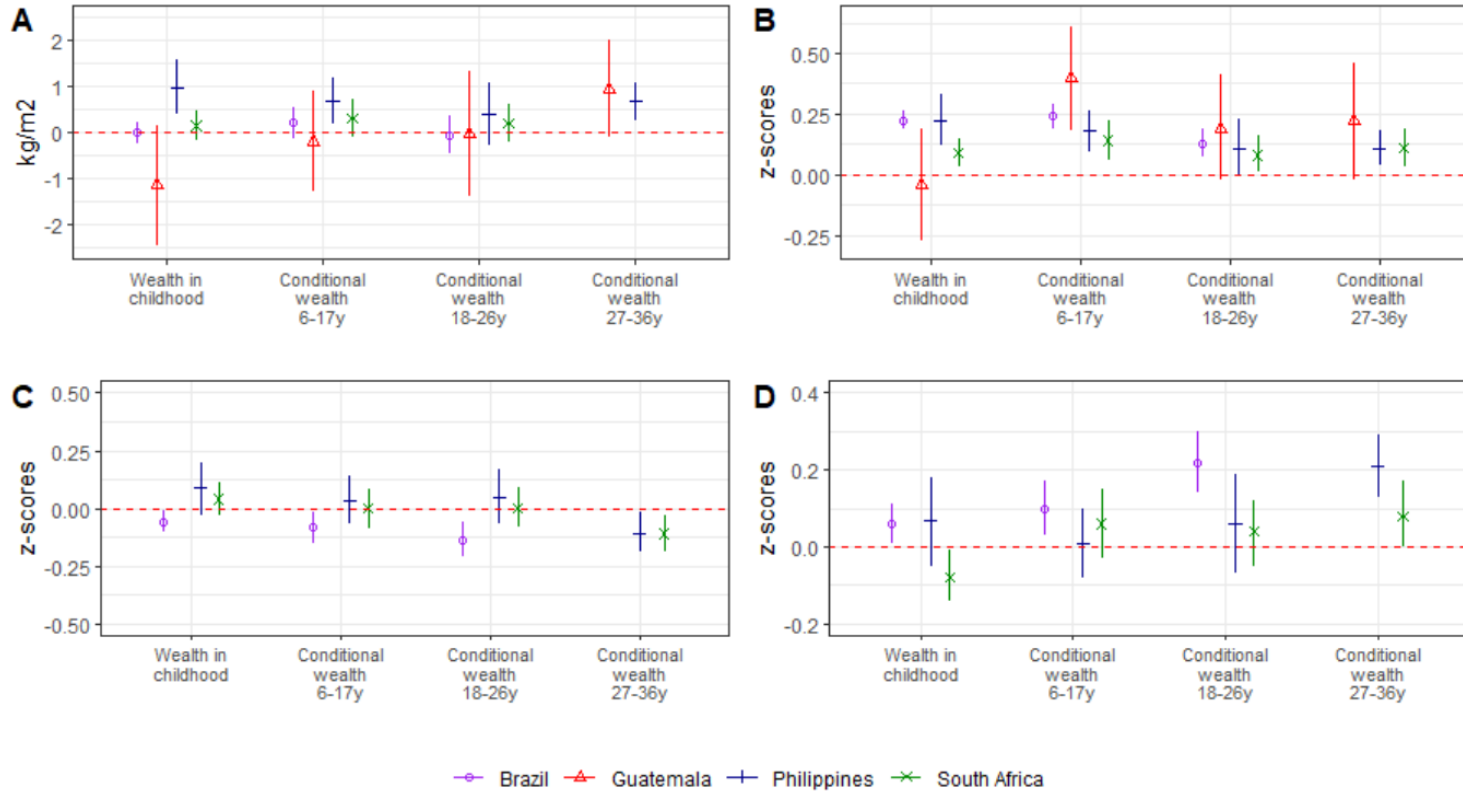 A
kg/m2
2
1
0
-1
-2
Wealth in
childhood
Conditional
wealth
6-17y
Conditional
wealth
18-26y
Conditional
wealth
27-36y
B
z-scores
0.50
0.25
0.00
-0.25
Wealth in
childhood
Conditional
wealth
6-17y
Conditional
wealth
18-26y
Conditional
wealth
27-36y
C
z-scores
0.50
0.25
0.00
-0.25
-0.50
Wealth in
childhood
Conditional
wealth
6-17y
Conditional
wealth
18-26y
Conditional
wealth
27-36y
D
z-scores
0.4
0.2
0.0
-0.2
Wealth in
childhood
Conditional
wealth
6-17y
Conditional
wealth
18-26y
Conditional
wealth
27-36y
Brazil Guatemala Philippines South Africa